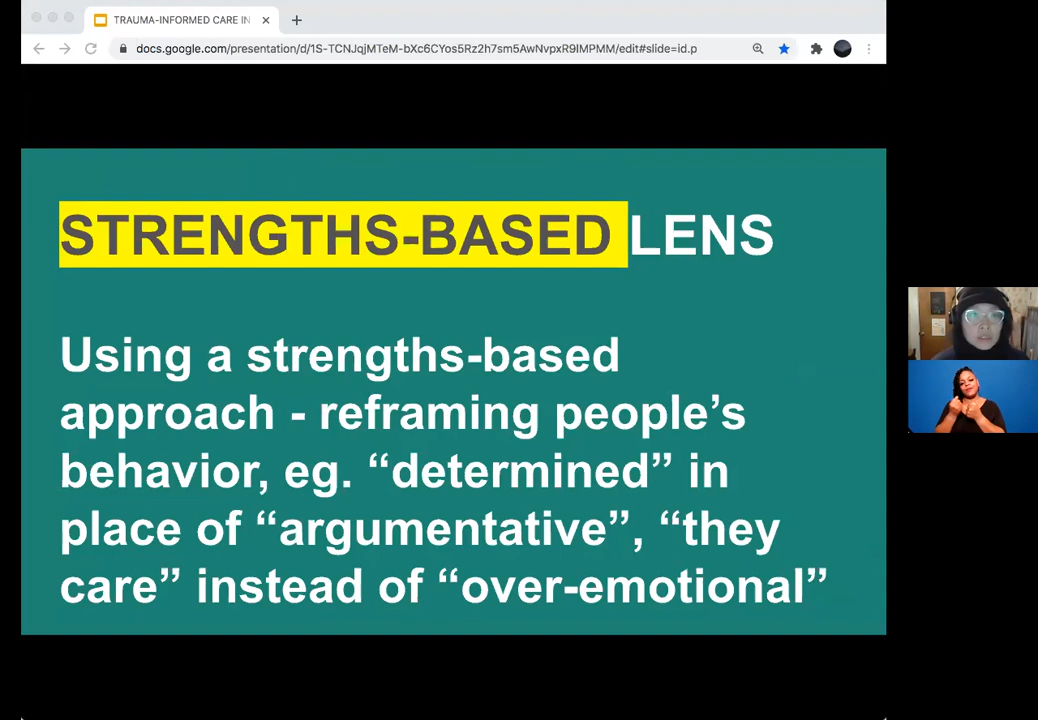 TRAUMA-INFORMED CARE IN
docs.google.com/presentation/d/1S-TCNJqjMTeM-bXc6CYos5Rz2h7sm5AwNvpxR9IMPMM/edit#slide=id.p
STRENGTHS-BASED LENS
Using a strengths-based
approach - reframing people’s
behavior, eg. “determined” in
place of “argumentative”, “they
care” instead of “over-emotional”